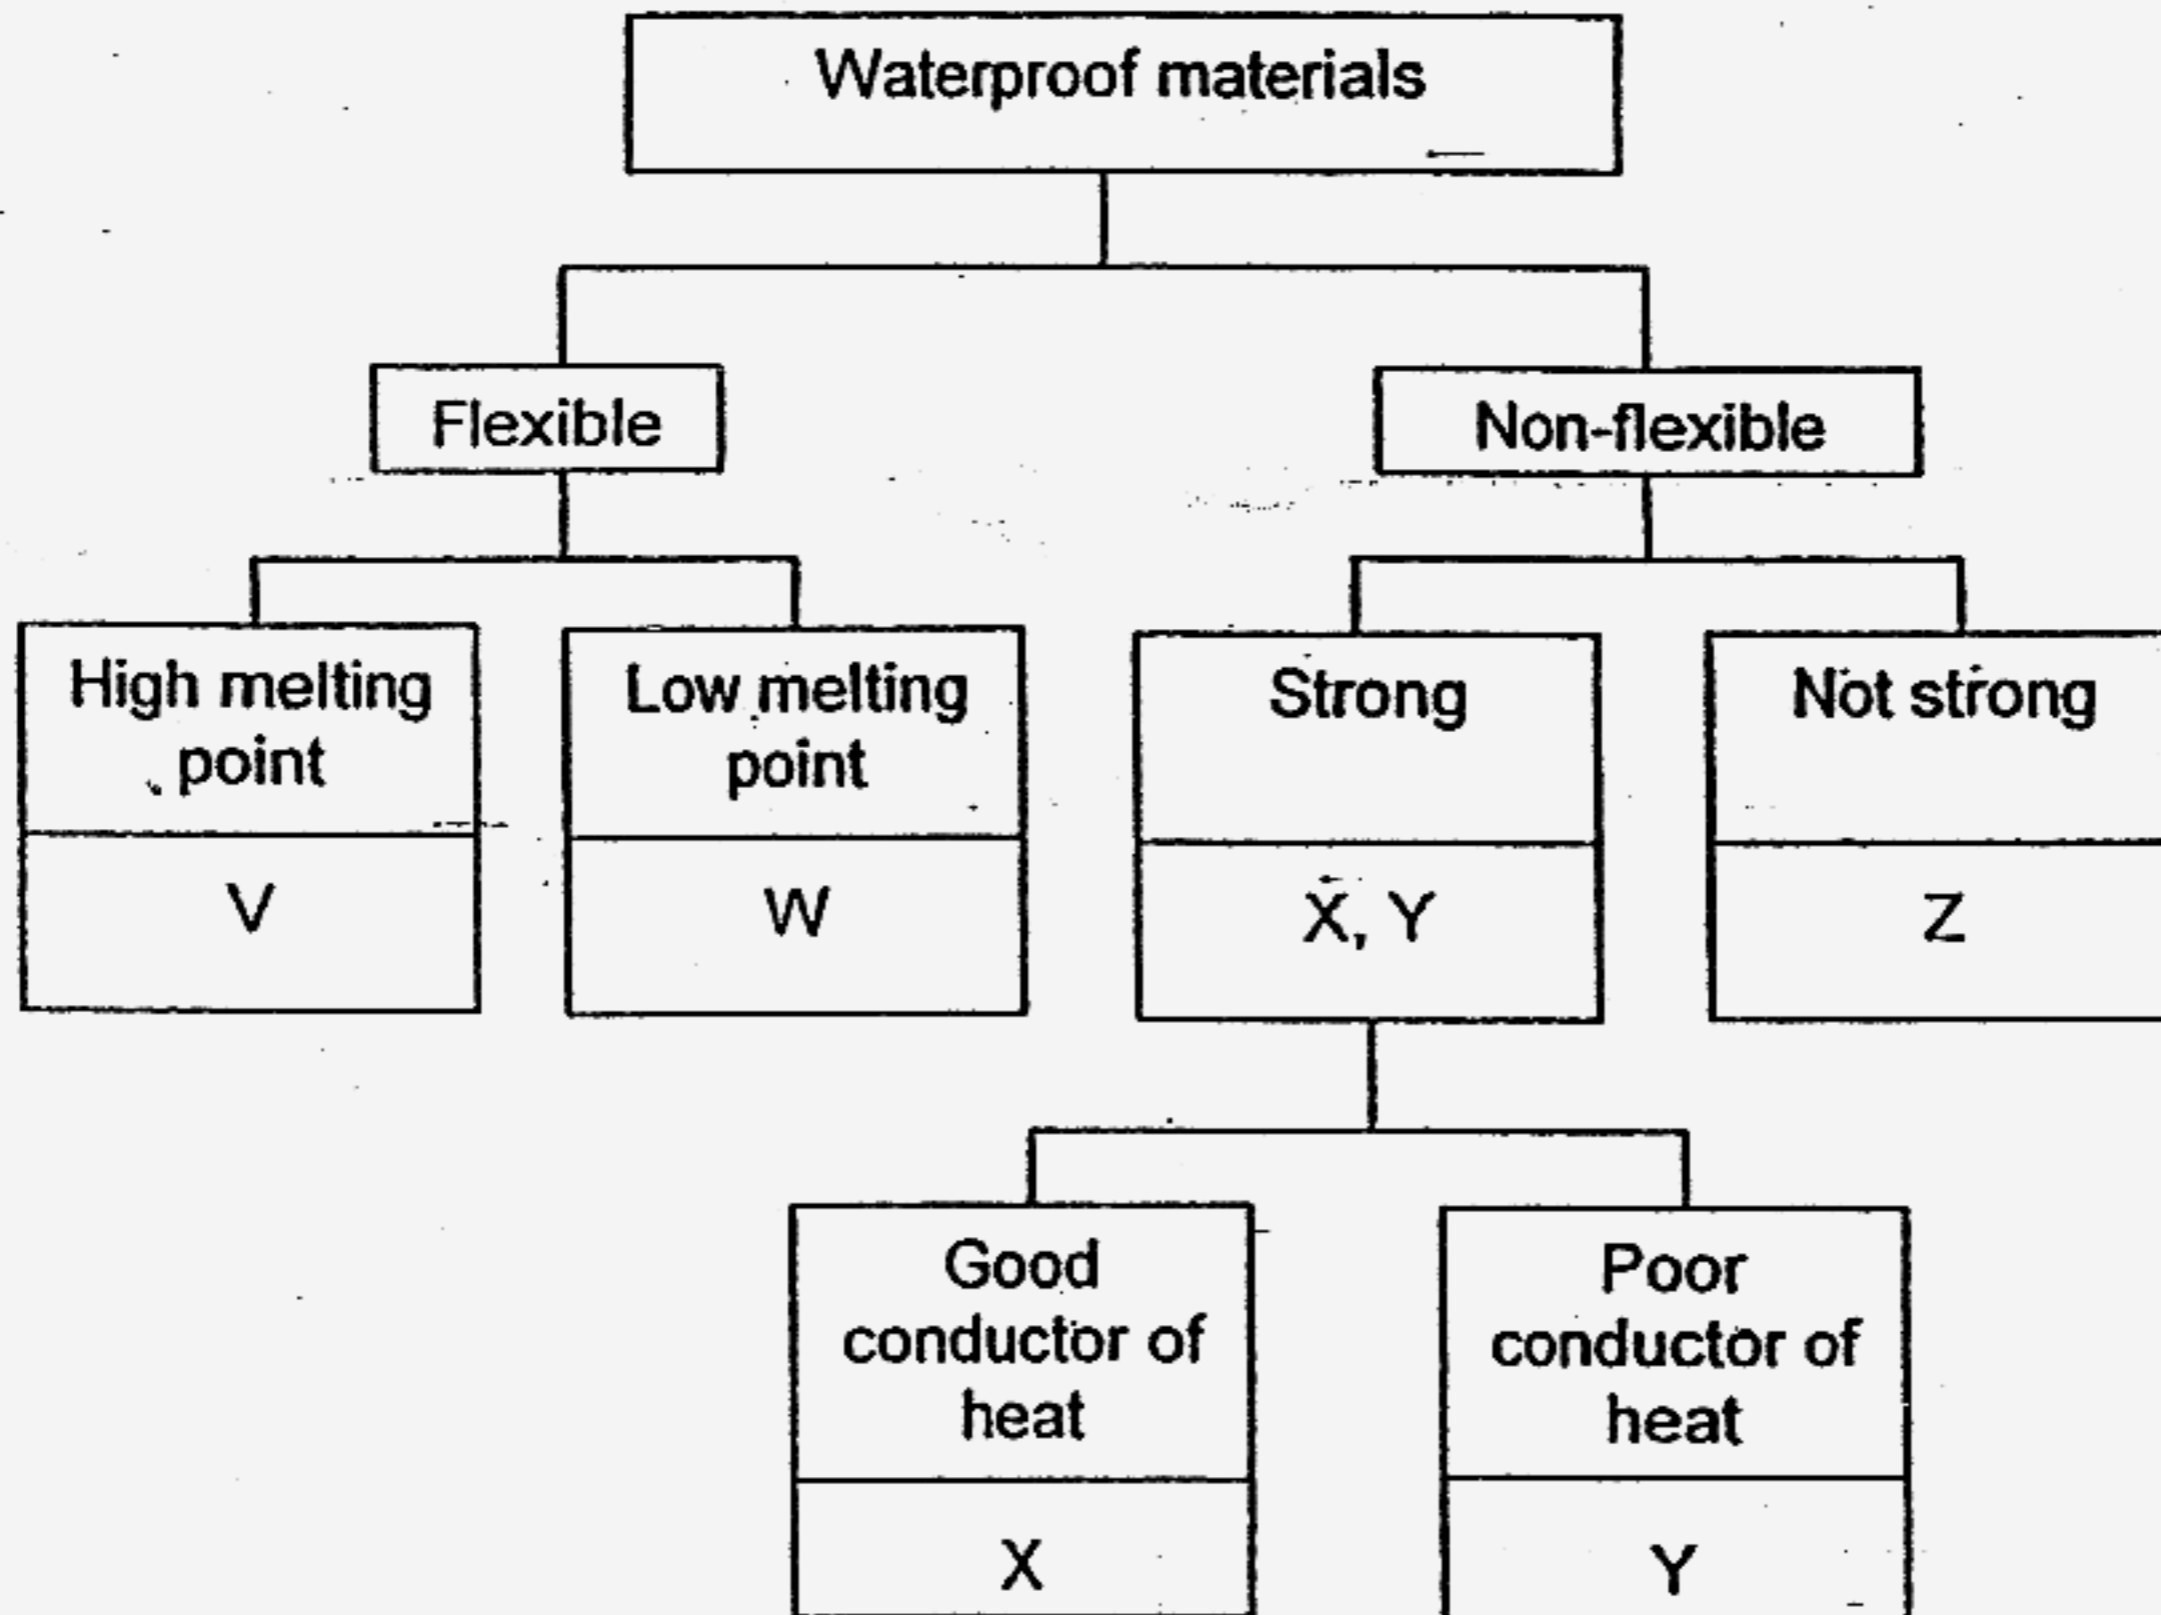 Waterproof materials
Flexible
Non-flexible
High melting
point
V
Low melting
point
W
Strong
X, Y
Not strong
Z
Good
conductor of
heat
X
Poor
conductor of
heat
Y